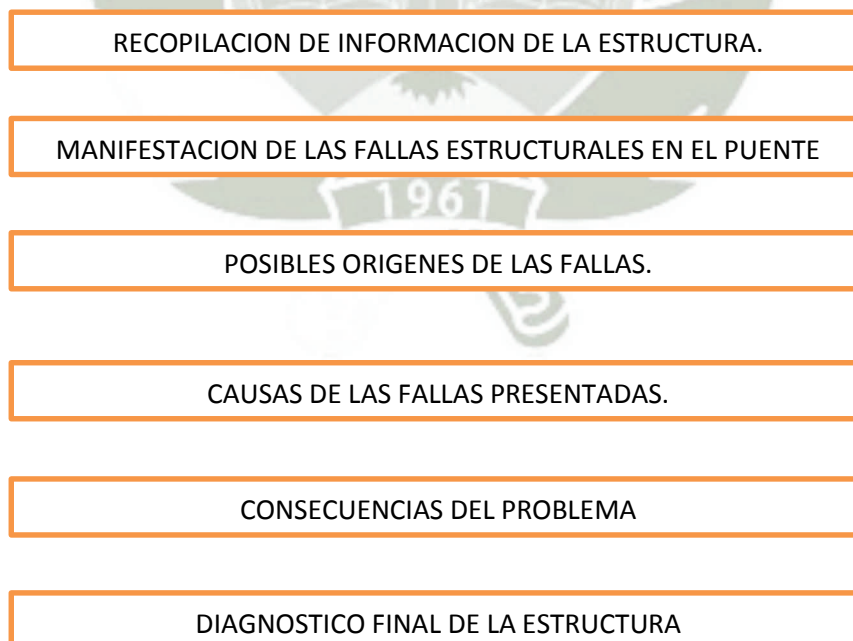 RECOPILACION DE INFORMACION DE LA ESTRUCTURA.
MANIFESTACION DE LAS FALLAS ESTRUCTURALES EN EL PUENTE
1961
POSIBLES ORIGENES DE LAS FALLAS.
CAUSAS DE LAS FALLAS PRESENTADAS.
CONSECUENCIAS DEL PROBLEMA
DIAGNOSTICO FINAL DE LA ESTRUCTURA